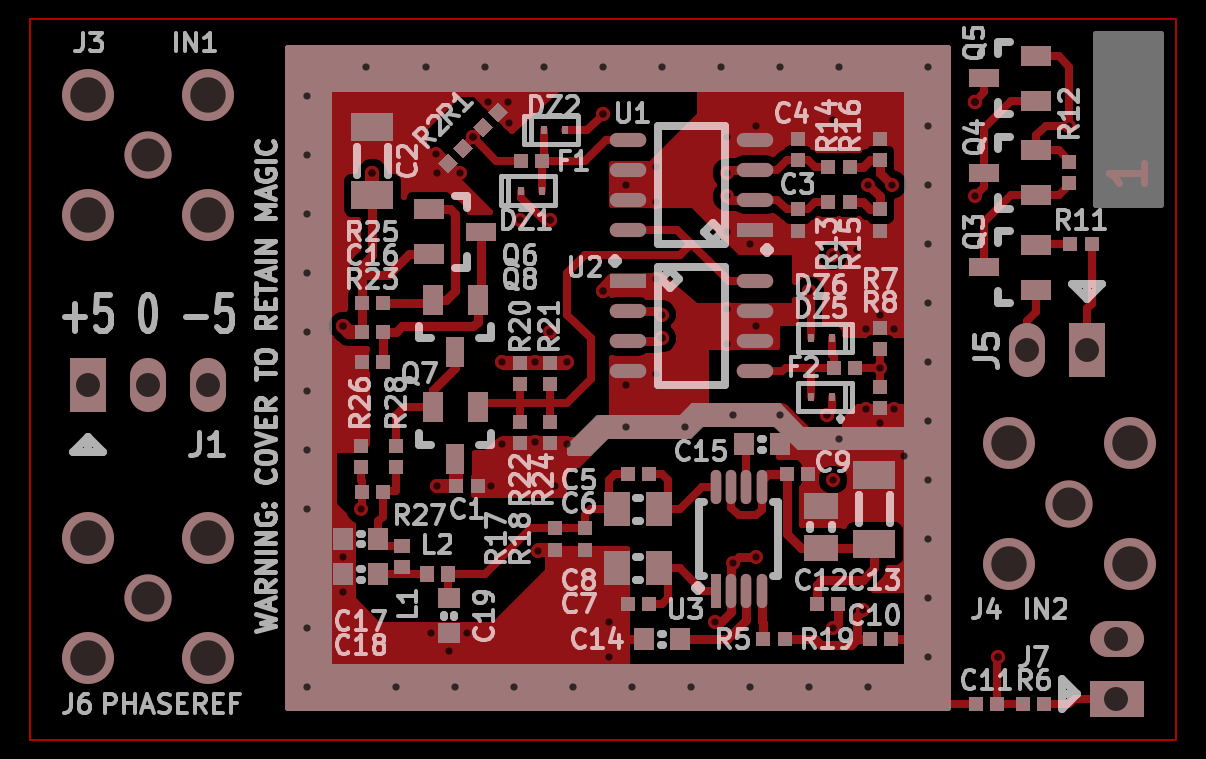 J3 IN1
Q5
1
R12
Q4
Q3
R11
J5
R2 R1
DZ2
U1
C4
R14
R16
C2
F1
C3
DZ1
R25
C16
R23
Q6
Q8
U2
R13
R15
DZ6
DZ5
R7
R8
+5 0 -5
WARNING: COVER TO RETAIN MAGIC
R20
R21
Q7
F2
R26
R28
J1
R22
R24
C15
C9
C5
C6
R27
C1
L2
R17
R18
C8
C7
U3
C12
C13
C10
L1
C19
C17
C18
C14
R5
R19
J4 IN2
J7
C11 R6
J6 PHASEREF